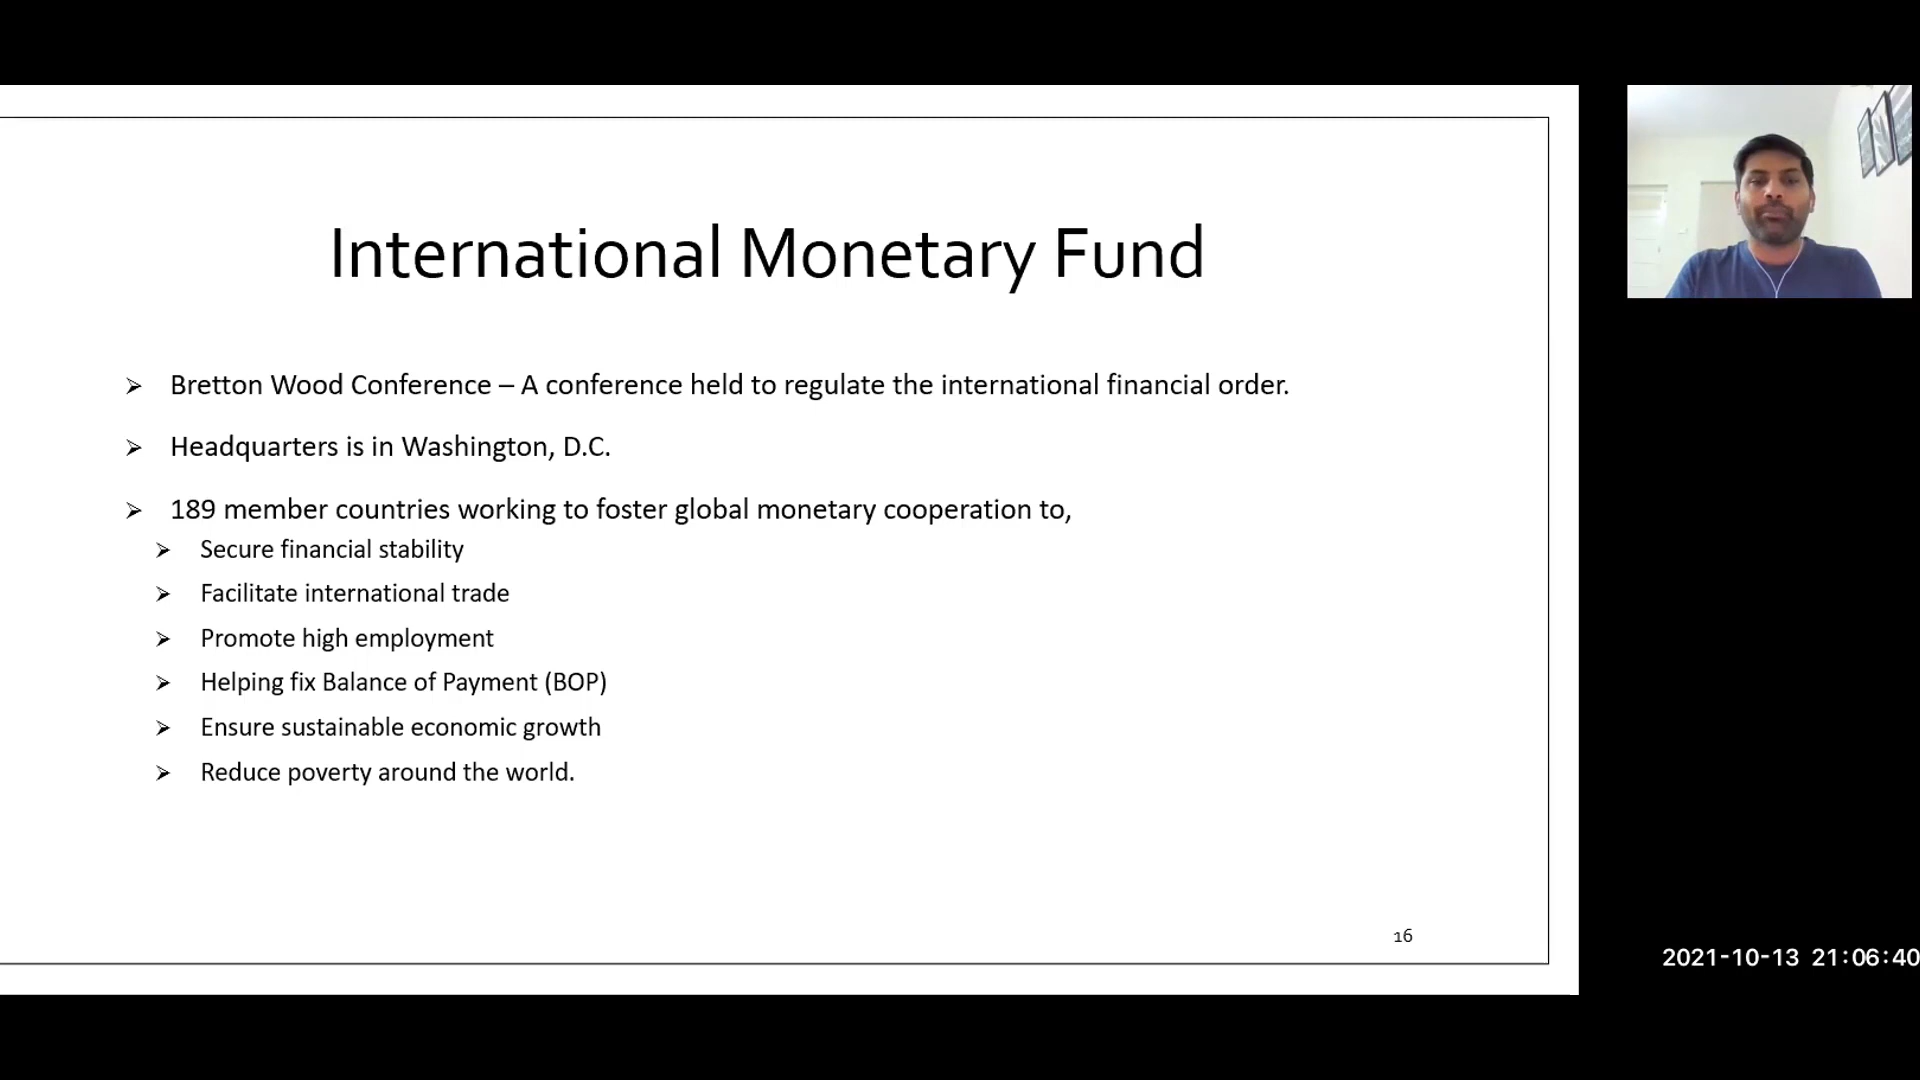 International Monetary Fund
➢ Bretton Wood Conference – A conference held to regulate the international financial order.
➢ Headquarters is in Washington, D.C.
➢ 189 member countries working to foster global monetary cooperation to,
➢ Secure financial stability
➢ Facilitate international trade
➢ Promote high employment
➢ Helping fix Balance of Payment (BOP)
➢ Ensure sustainable economic growth
➢ Reduce poverty around the world.
16
2021-10-13 21:06:40